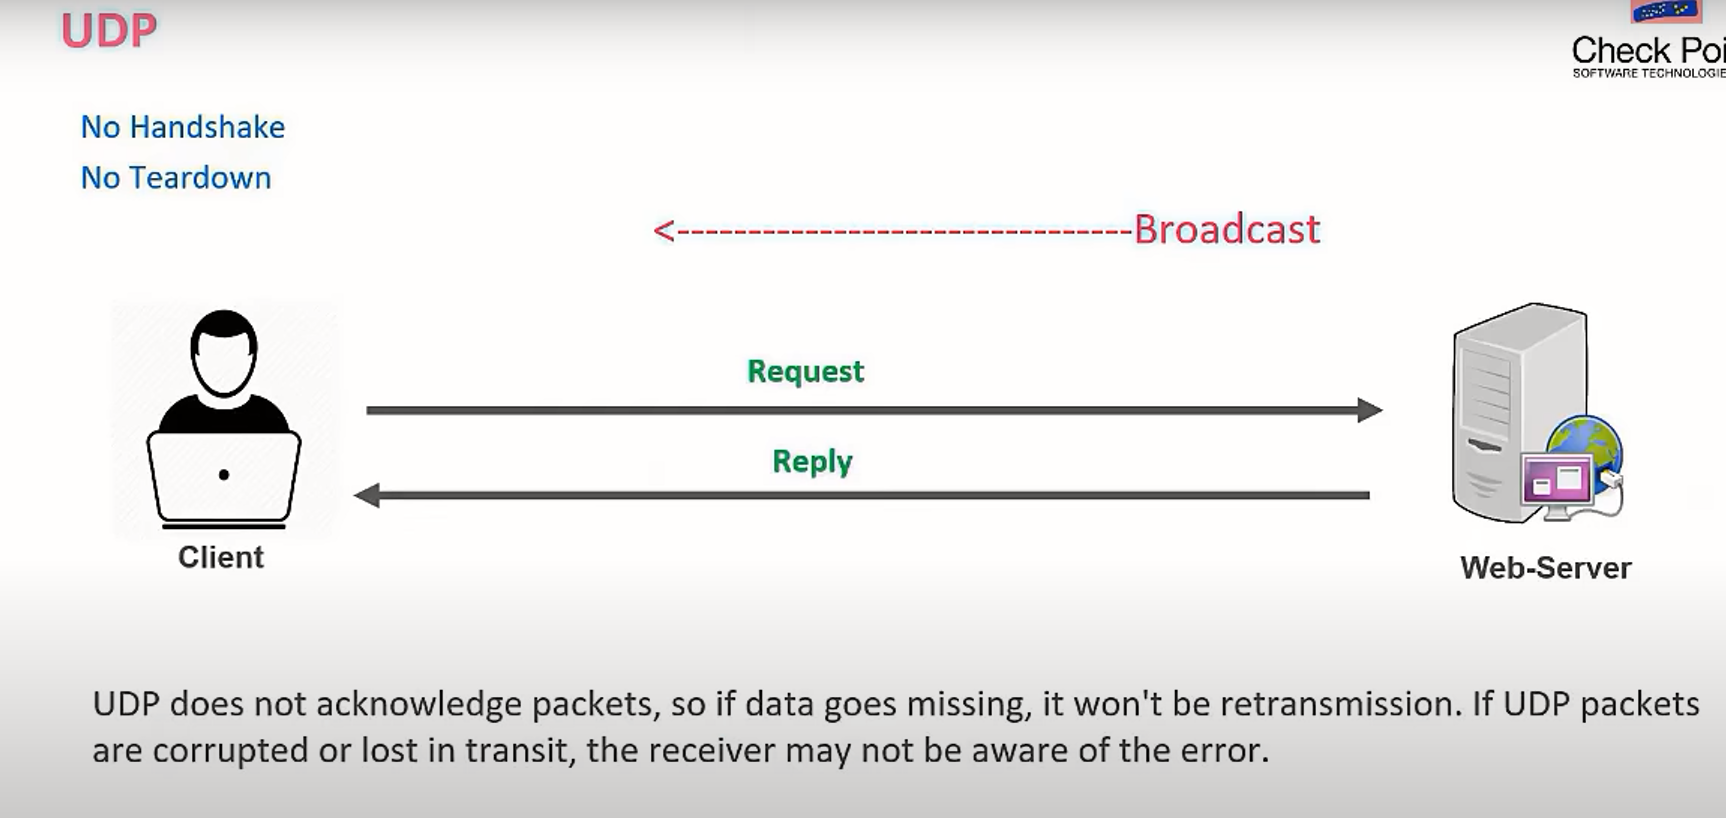 UDP
Check Poi
SOFTWARE TECHNOLOGIE
No Handshake
No Teardown
<--------------------------------Broadcast
Request
Reply
Client
Web-Server
UDP does not acknowledge packets, so if data goes missing, it won't be retransmission. If UDP packets
are corrupted or lost in transit, the receiver may not be aware of the error.